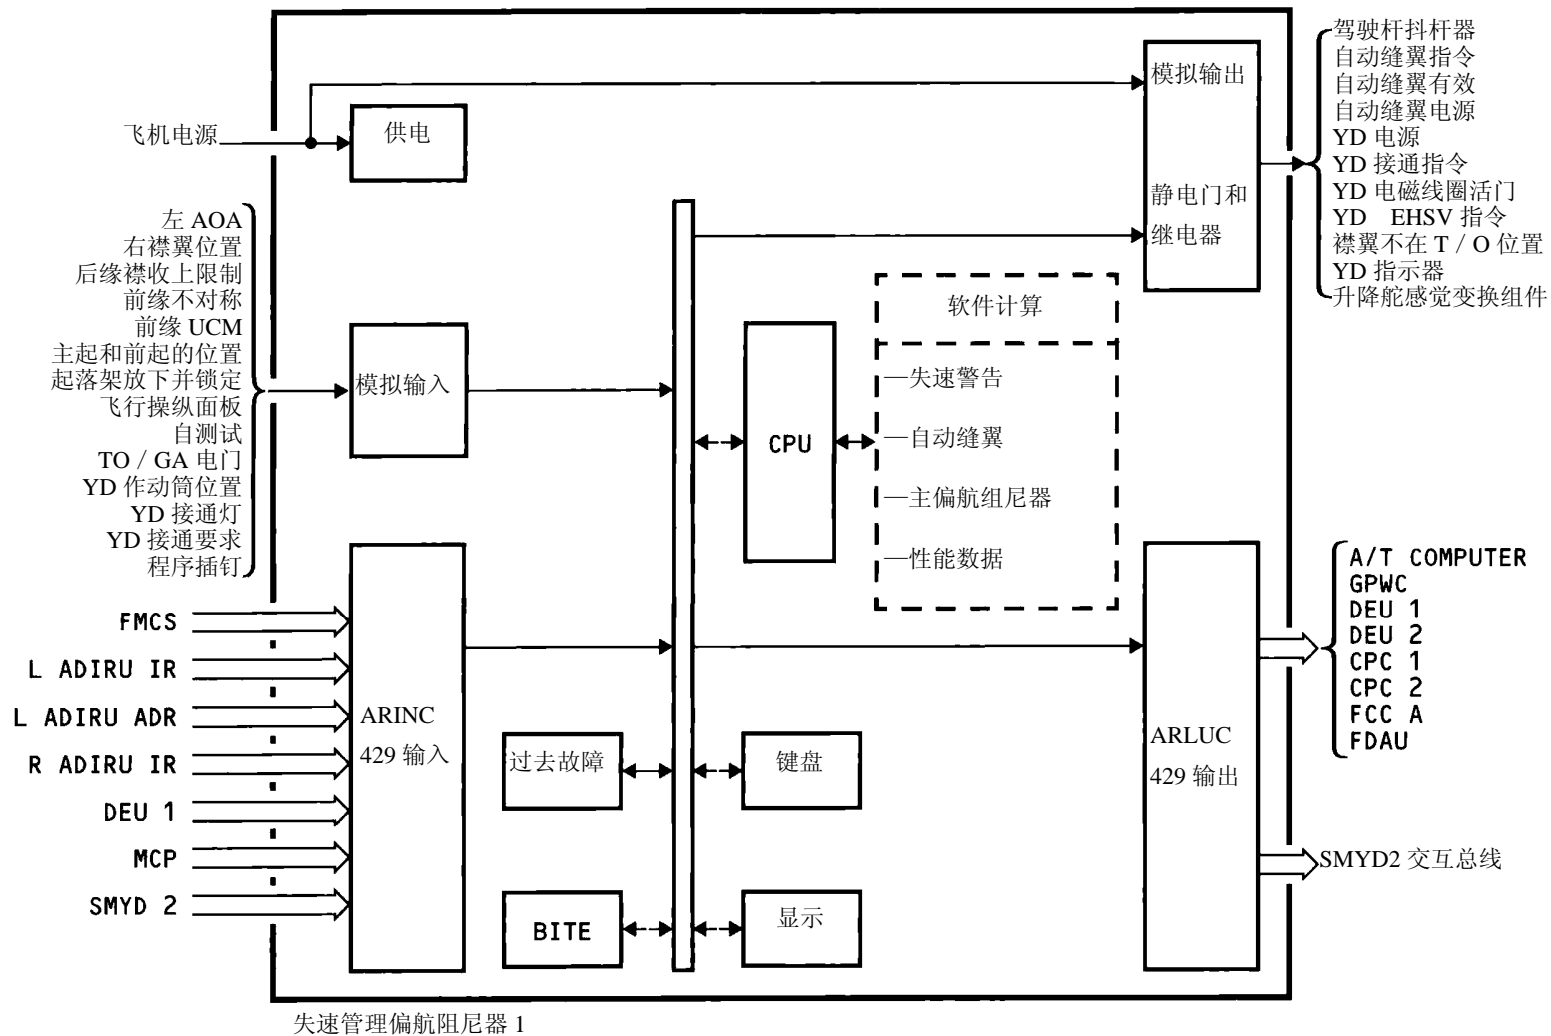 驾驶杆抖杆器
自动缝翼指令
自动缝翼有效
自动缝翼电源
YD 电源
YD 接通指令
YD 电磁线圈活门
YD EHSV 指令
襟翼不在 T / O 位置
YD 指示器
升降舵感觉变换组件
模拟输出
静电门和
继电器
飞机电源
供电
左 AOA
右襟翼位置
后缘襟收上限制
前缘不对称
前缘 UCM
主起和前起的位置
起落架放下并锁定
飞行操纵面板
自测试
TO / GA 电门
YD 作动筒位置
YD 接通灯
YD 接通要求
程序插钉
模拟输入
CPU
软件计算
—失速警告
—自动缝翼
—主偏航组尼器
—性能数据
FMCS
L ADIRU IR
L ADIRU ADR
R ADIRU IR
DEU 1
MCP
SMYD 2
ARINC
429 输入
过去故障
键盘
BITE
显示
ARLUC
429 输出
A/T COMPUTER
GPWC
DEU 1
DEU 2
CPC 1
CPC 2
FCC A
FDAU
SMYD2 交互总线
失速管理偏航阻尼器 1